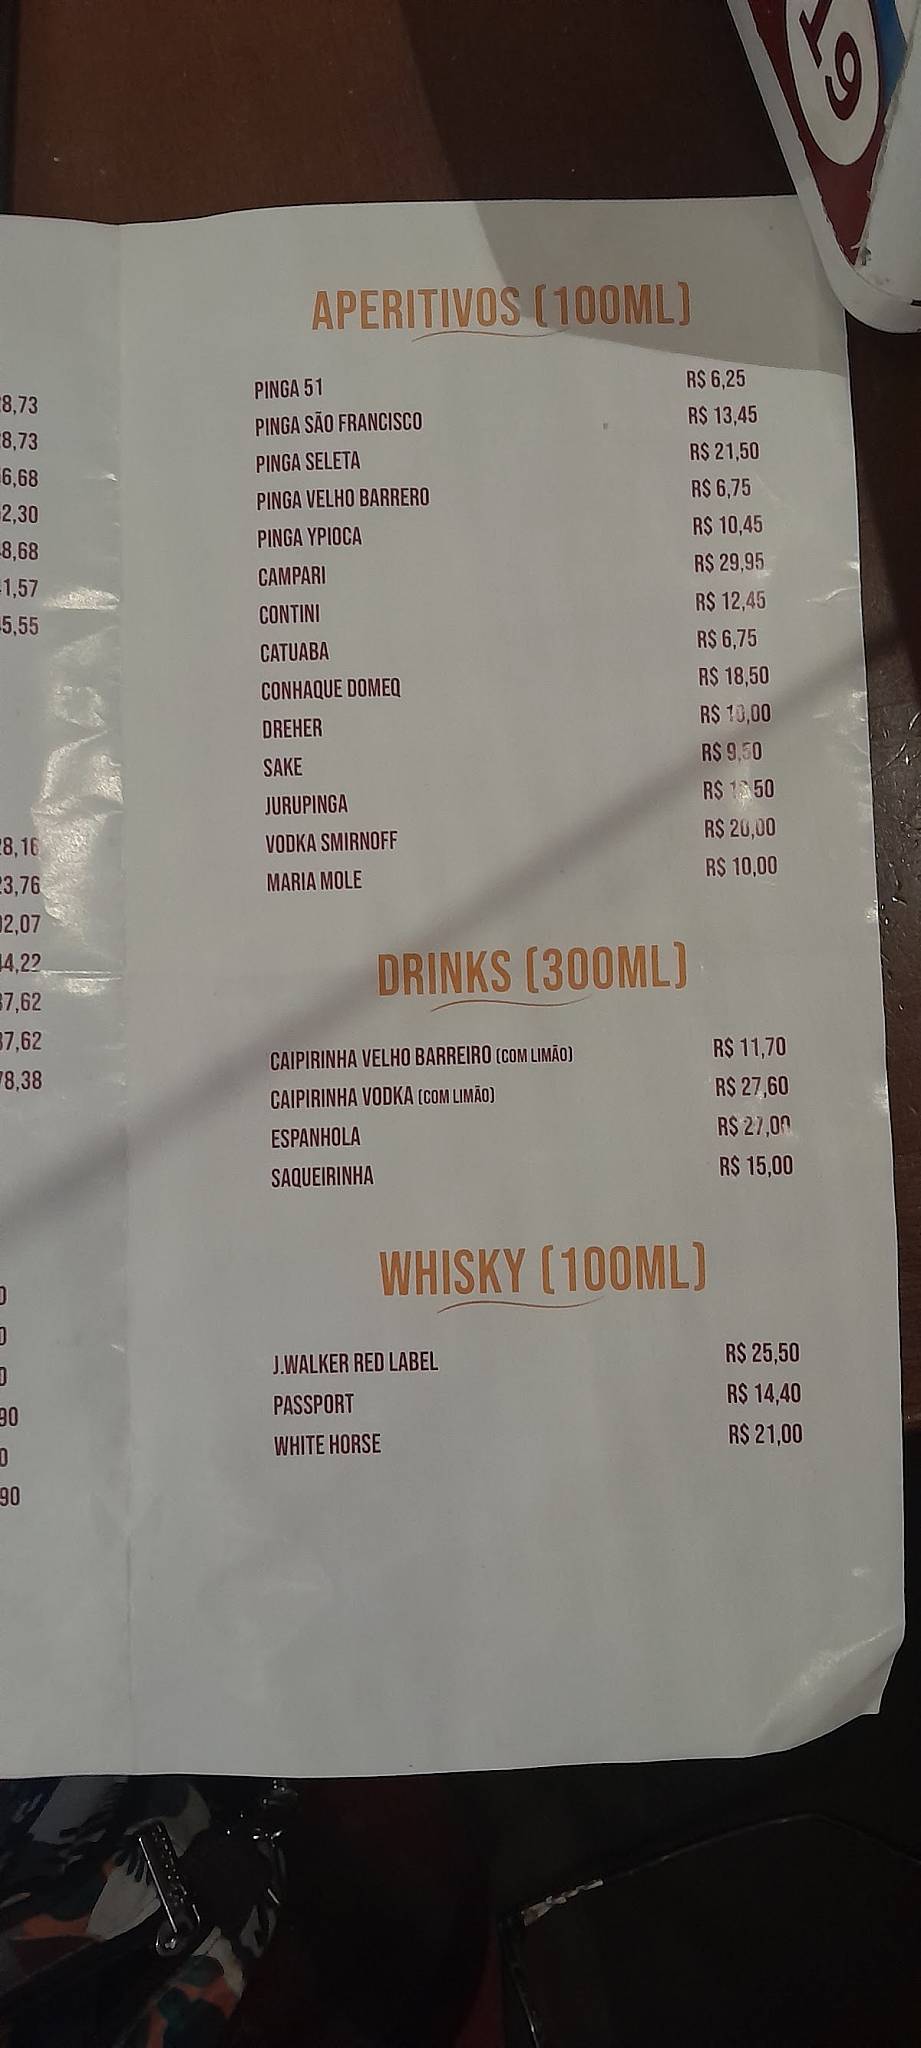 19
APERITIVOS (100ML)
PINGA 51 R$ 6,25
PINGA SÃO FRANCISCO R$ 13,45
PINGA SELETA R$ 21,50
PINGA VELHO BARRERO R$ 6,75
PINGA YPIOCA R$ 10,45
CAMPARI R$ 29,95
CONTINI R$ 12,45
CATUABA R$ 6,75
CONHAQUE DOMEQ R$ 18,50
DREHER R$ 10,00
SAKE R$ 9,50
JURUPINGA R$
VODKA SMIRNOFF R$ 20,00
MARIA MOLE R$ 10,00
DRINKS (300ML)
CAIPIRINHA VELHO BARREIRO (COM LIMÃO) R$ 11,70
CAIPIRINHA VODKA (COM LIMÃO) R$ 27,60
ESPANHOLA R$ 27,00
SAQUEIRINHA R$ 15,00
WHISKY (100ML)
J.WALKER RED LABEL R$ 25,50
PASSPORT R$ 14,40
WHITE HORSE R$ 21,00